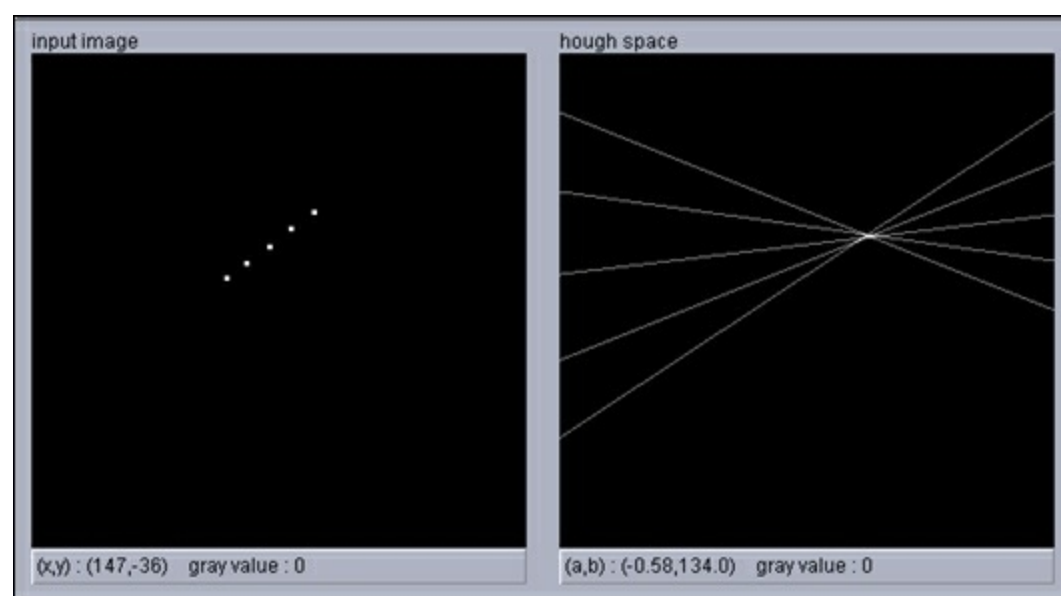 input image
hough space
(x,y) : (147,-36) gray value : 0
(a,b) : (-0.58,134.0) gray value : 0